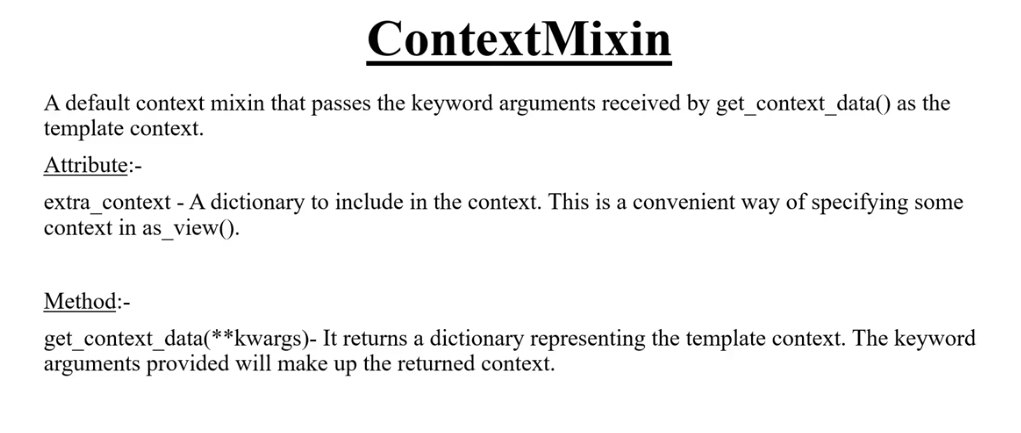 ContextMixin
A default context mixin that passes the keyword arguments received by get_context_data() as the
template context.
Attribute:-
extra_context - A dictionary to include in the context. This is a convenient way of specifying some
context in as_view().
Method:-
get_context_data(**kwargs)- It returns a dictionary representing the template context. The keyword
arguments provided will make up the returned context.